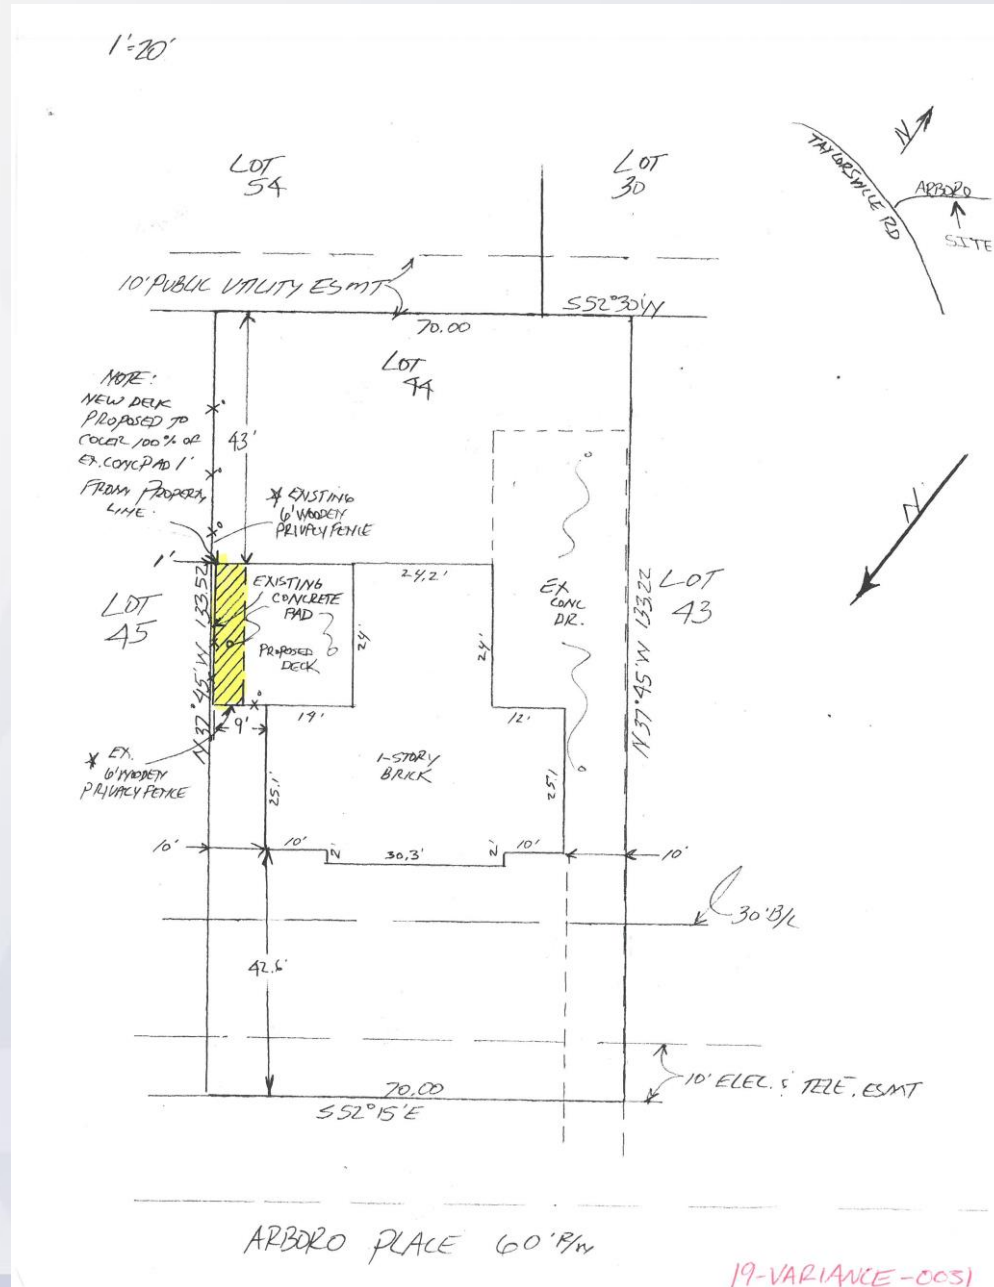 1"=20'
LOT
54
LOT
30
N
TAYLORSVILLE RD
ARBORO
SITE
10' PUBLIC UTILITY ESMT
S52°30'W
70.00
LOT
44
NOTE:
NEW DECK
PROPOSED TO
COVER 100% OF
EX. CONC PAD 1'
FROM PROPERTY
LINE.
43'
* EXISTING
6' WOODEN
PRIVACY FENCE
N
1'
24.2'
EXISTING
CONCRETE
PAD
PROPOSED
DECK
24'
24'
EX
CONC
DR.
LOT
45
N37°45'W 133.52
N37°45'W 133.22
LOT
43
9'
19'
12'
* EX.
6' WOODEN
PRIVACY FENCE
1-STORY
BRICK
25.1'
25.1
10'
10'
2'
30.3'
2'
10'
10'
30' B/L
42.6'
70.00
S52°15'E
10' ELEC. & TELE. ESMT
ARBORO PLACE 60' R/W
19-VARIANCE-0031